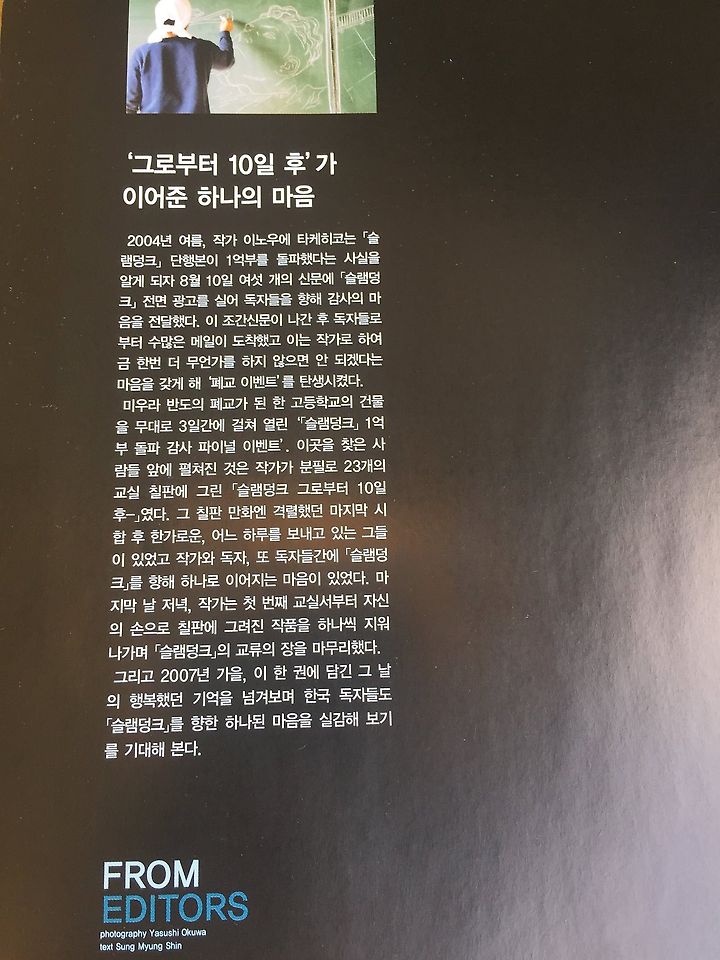 ‘그로부터 10일 후’가
이어준 하나의 마음
2004년 여름, 작가 이노우에 타케히코는 「슬
램덩크」 단행본이 1억부를 돌파했다는 사실을
알게 되자 8월 10일 여섯 개의 신문에 「슬램덩
크」 전면 광고를 실어 독자들을 향해 감사의 마
음을 전달했다. 이 조간신문이 나간 후 독자들로
부터 수많은 메일이 도착했고 이는 작가로 하여
금 한번 더 무언가를 하지 않으면 안 되겠다는
마음을 갖게 해 ‘폐교 이벤트’를 탄생시켰다.
미우라 반도의 폐교가 된 한 고등학교의 건물
을 무대로 3일간에 걸쳐 열린 ‘「슬램덩크」 1억
부 돌파 감사 파이널 이벤트’. 이곳을 찾은 사
람들 앞에 펼쳐진 것은 작가가 분필로 23개의
교실 칠판에 그린 「슬램덩크 그로부터 10일
후―」였다. 그 칠판 만화엔 격렬했던 마지막 시
합 후 한가로운, 어느 하루를 보내고 있는 그들
이 있었고 작가와 독자, 또 독자들간에 「슬램덩
크」를 향해 하나로 이어지는 마음이 있었다. 마
지막 날 저녁, 작가는 첫 번째 교실서부터 자신
의 손으로 칠판에 그려진 작품을 하나씩 지워
나가며 「슬램덩크」의 교류의 장을 마무리했다.
그리고 2007년 가을, 이 한 권에 담긴 그 날
의 행복했던 기억을 넘겨보며 한국 독자들도
「슬램덩크」를 향한 하나된 마음을 실감해 보기
를 기대해 본다.
FROM
EDITORS
photography Yasushi Okuwa
text Sung Myung Shin